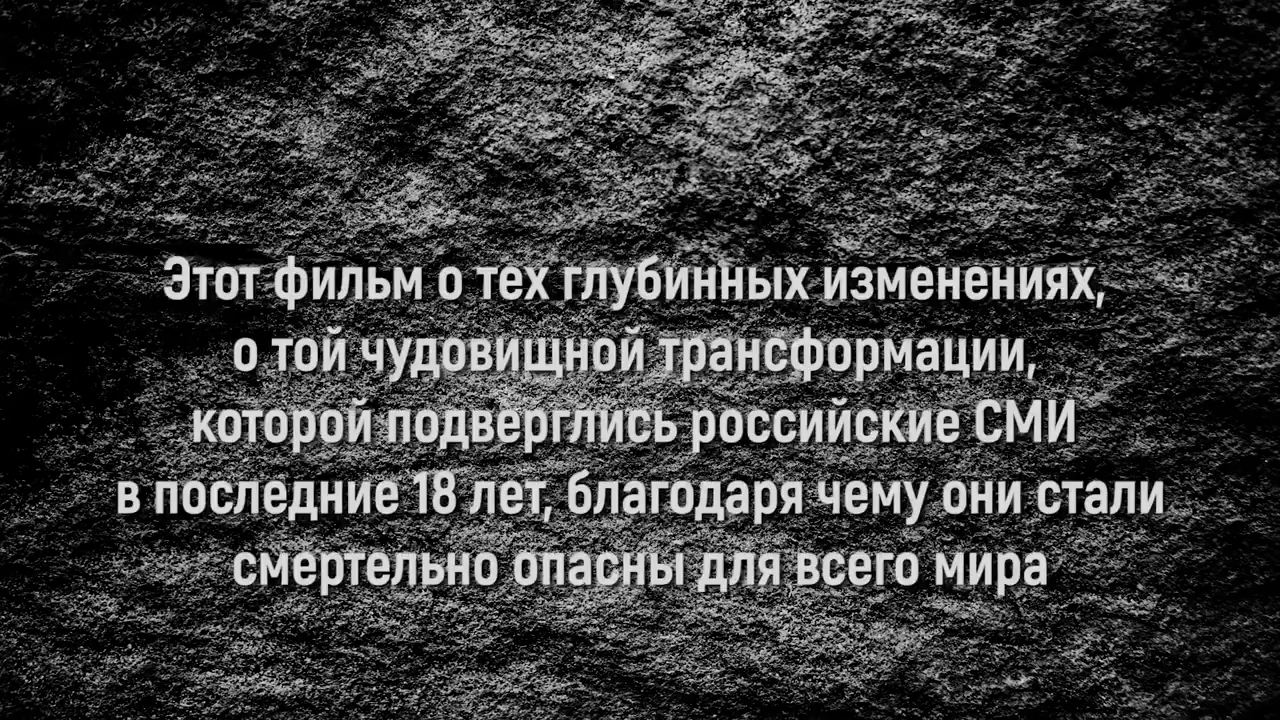 Этот фильм о тех глубинных изменениях,
о той чудовищной трансформации,
которой подверглись российские СМИ
в последние 18 лет, благодаря чему они стали
смертельно опасны для всего мира